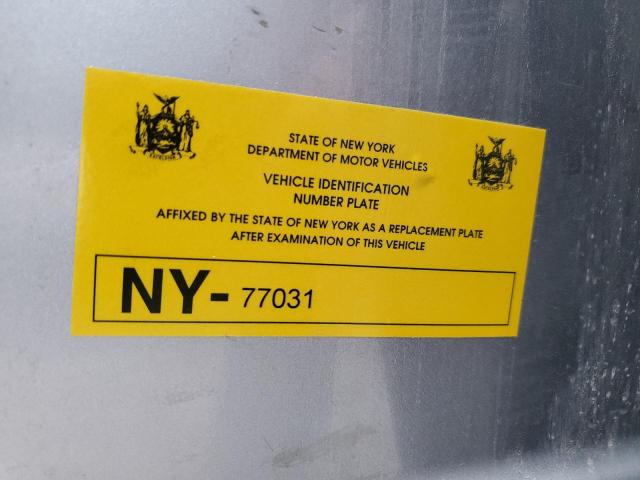 STATE OF NEW YORK
DEPARTMENT OF MOTOR VEHICLES
VEHICLE IDENTIFICATION
NUMBER PLATE
AFFIXED BY THE STATE OF NEW YORK AS A REPLACEMENT PLATE
AFTER EXAMINATION OF THIS VEHICLE
NY- 77031